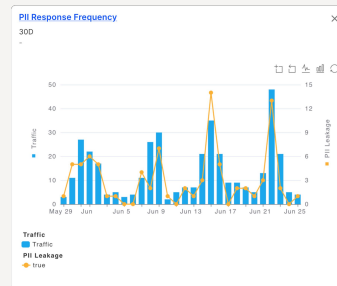 PII Response Frequency
30D
-
50 15
40 12
30 9
20 6
10 3
0 0
Traffic
PII Leakage
May 29 Jun Jun 5 Jun 9 Jun 13 Jun 17 Jun 21 Jun 25
Traffic
Traffic
PII Leakage
true